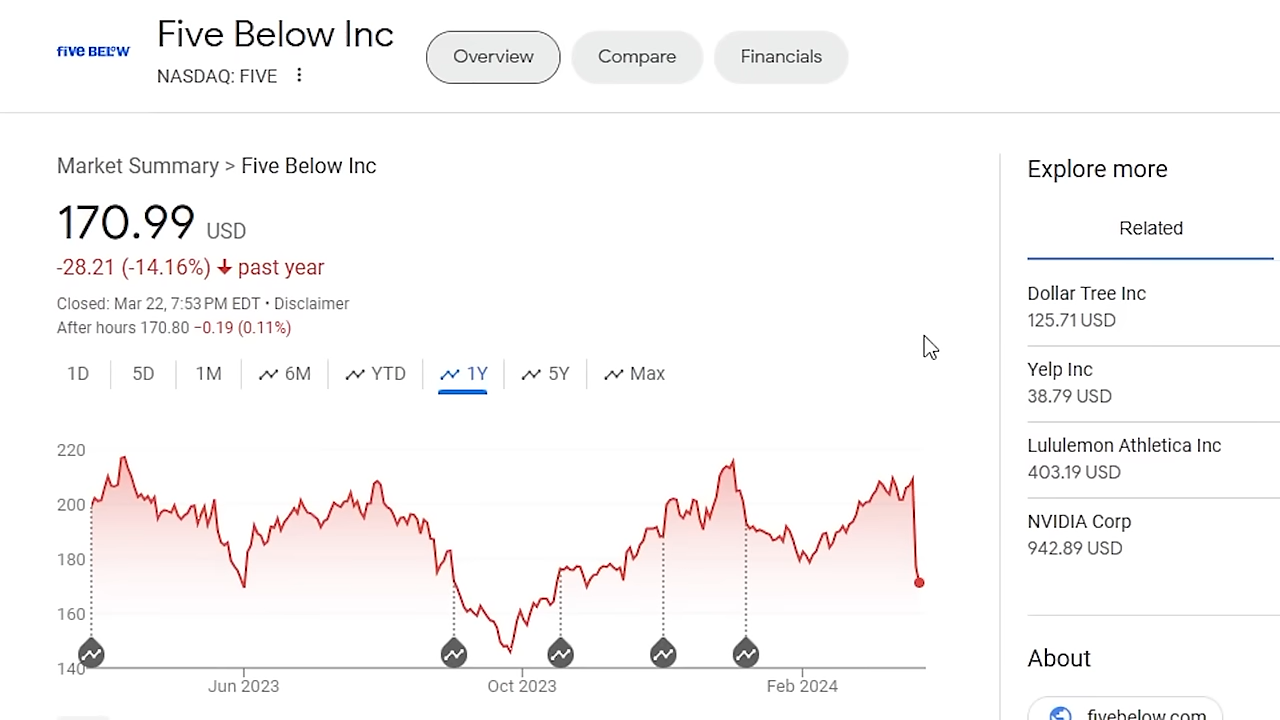 five BELOW
Five Below Inc
NASDAQ: FIVE
Overview
Compare
Financials
Market Summary > Five Below Inc
170.99 USD
-28.21 (-14.16%) past year
Closed: Mar 22, 7:53 PM EDT • Disclaimer
After hours 170.80 −0.19 (0.11%)
1D
5D
1M
6M
YTD
1Y
5Y
Max
220
200
180
160
140
Jun 2023
Oct 2023
Feb 2024
Explore more
Related
Dollar Tree Inc
125.71 USD
Yelp Inc
38.79 USD
Lululemon Athletica Inc
403.19 USD
NVIDIA Corp
942.89 USD
About
fivebelow.com